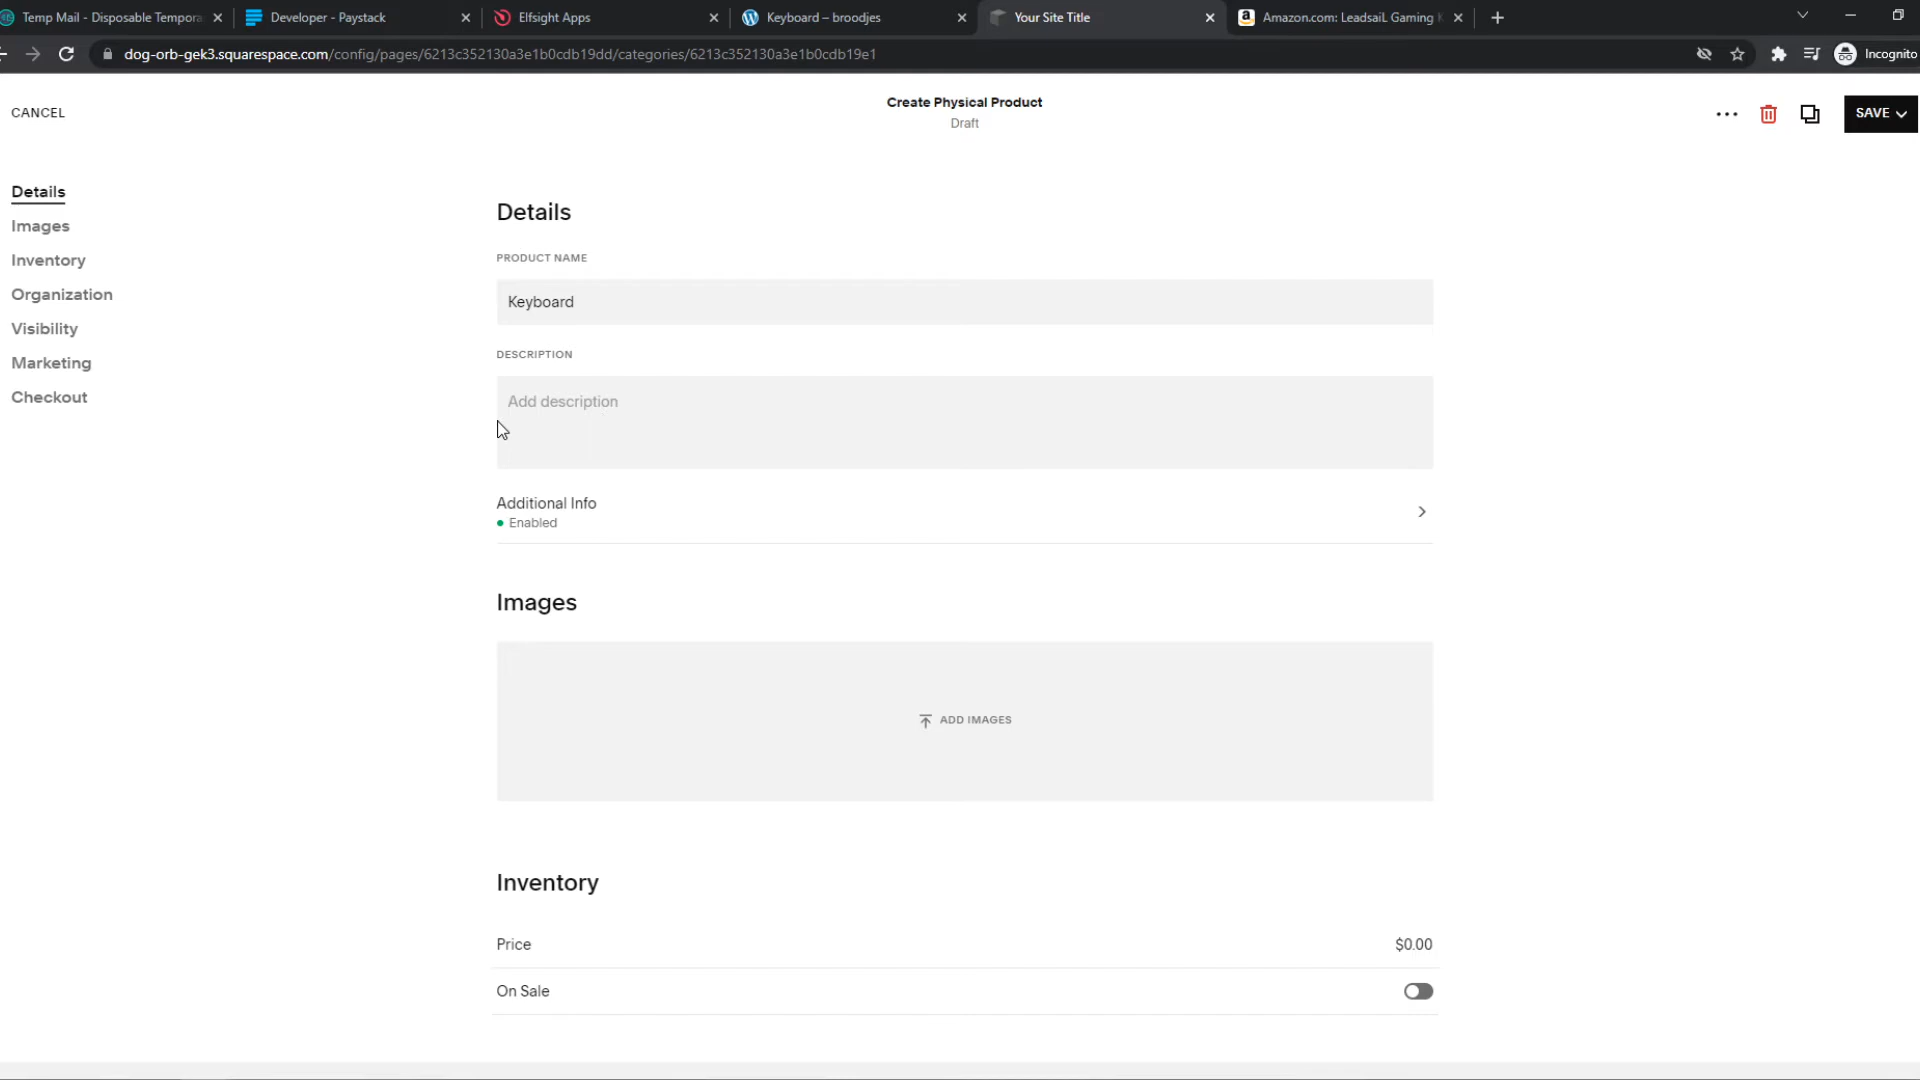 Temp Mail - Disposable Tempora
Developer - Paystack
Elfsight Apps
Keyboard – broodjes
Your Site Title
Amazon.com: LeadsaiL Gaming
dog-orb-gek3.squarespace.com/config/pages/6213c352130a3e1b0cdb19dd/categories/6213c352130a3e1b0cdb19e1
Incognito
CANCEL
Create Physical Product
Draft
SAVE
Details
Images
Inventory
Organization
Visibility
Marketing
Checkout
Details
PRODUCT NAME
Keyboard
DESCRIPTION
Add description
Additional Info
Enabled
Images
ADD IMAGES
Inventory
Price
$0.00
On Sale